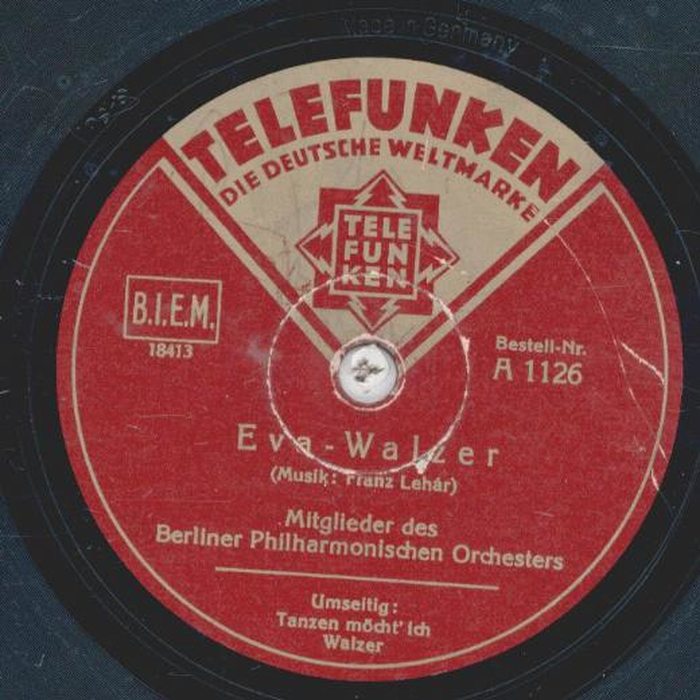 Made in Germany
TELEFUNKEN
DIE DEUTSCHE WELTMARKE
TELE
FUN
KEN
B.I.E.M.
18413
Bestell-Nr.
A 1126
Eva-Walzer
(Musik: Franz Lehár)
Mitglieder des
Berliner Philharmonischen Orchesters
Umseitig:
Tanzen möcht' ich
Walzer